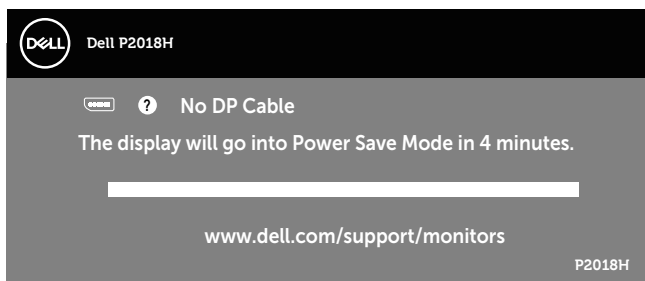 DELL Dell P2018H
? No DP Cable
The display will go into Power Save Mode in 4 minutes.
www.dell.com/support/monitors
P2018H